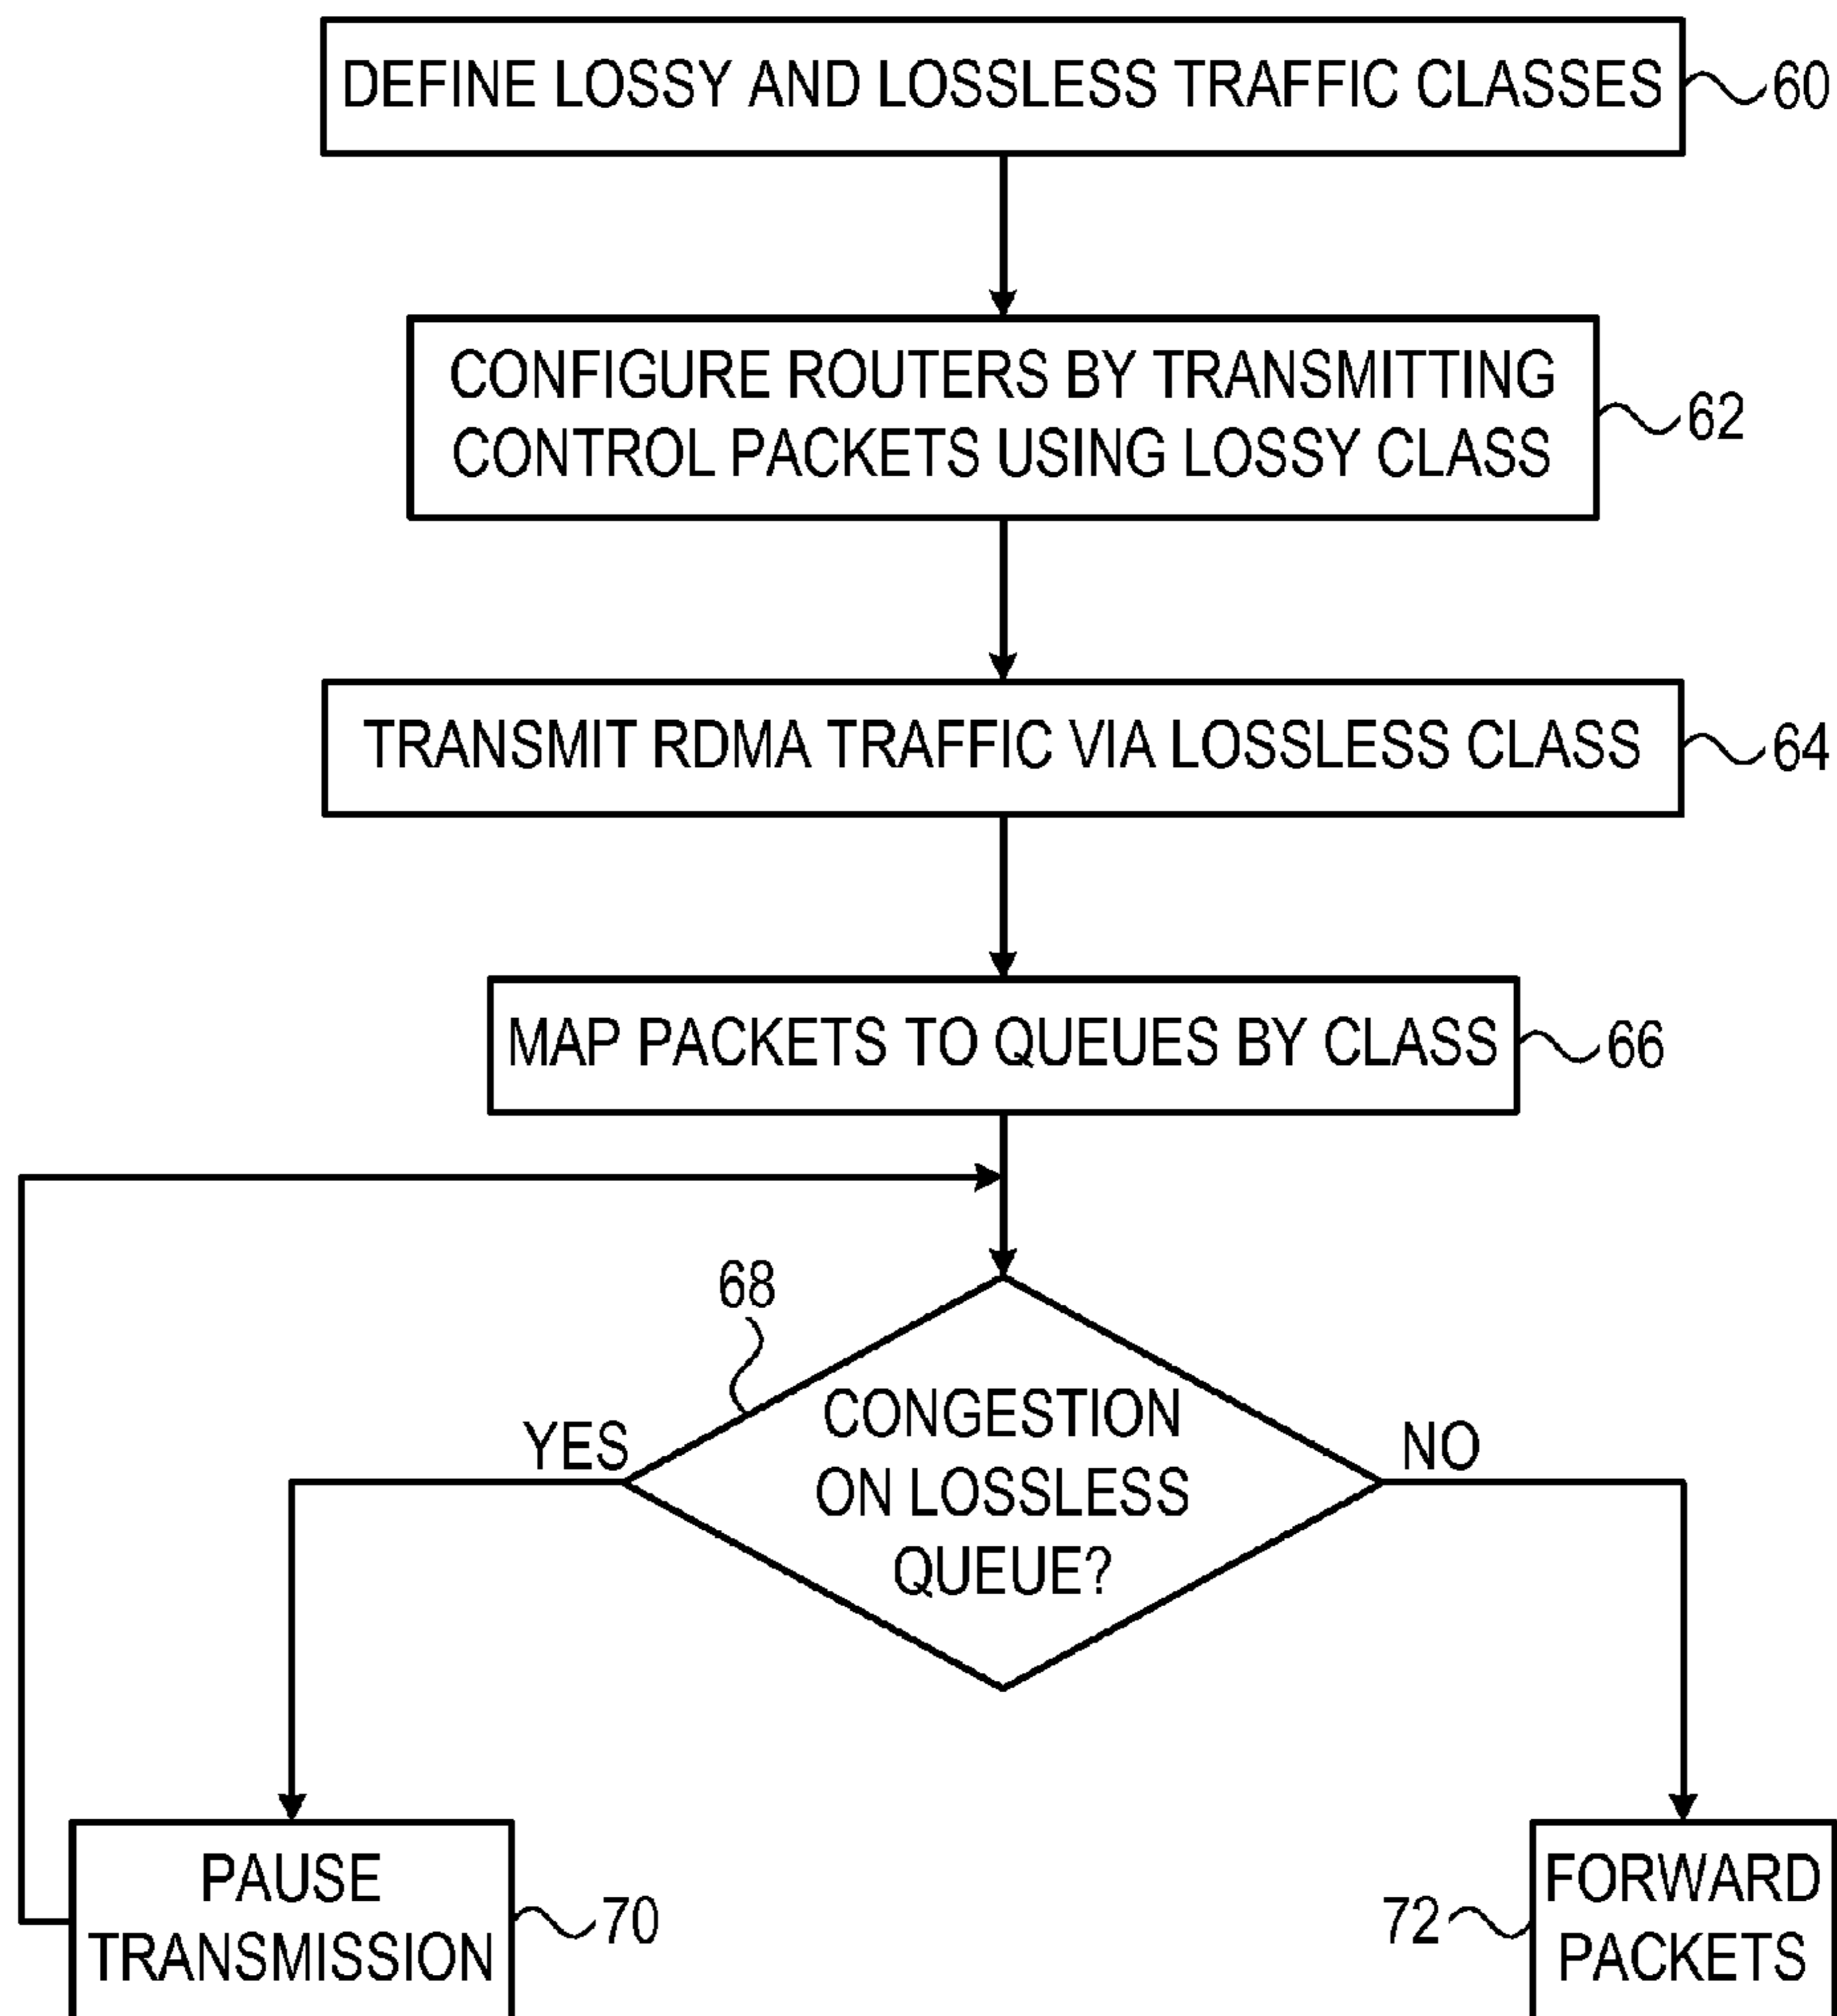 DEFINE LOSSY AND LOSSLESS TRAFFIC CLASSES
60
CONFIGURE ROUTERS BY TRANSMITTING
CONTROL PACKETS USING LOSSY CLASS
62
TRANSMIT RDMA TRAFFIC VIA LOSSLESS CLASS
64
MAP PACKETS TO QUEUES BY CLASS
66
68
CONGESTION
ON LOSSLESS
QUEUE?
YES
NO
PAUSE
TRANSMISSION
70
72
FORWARD
PACKETS